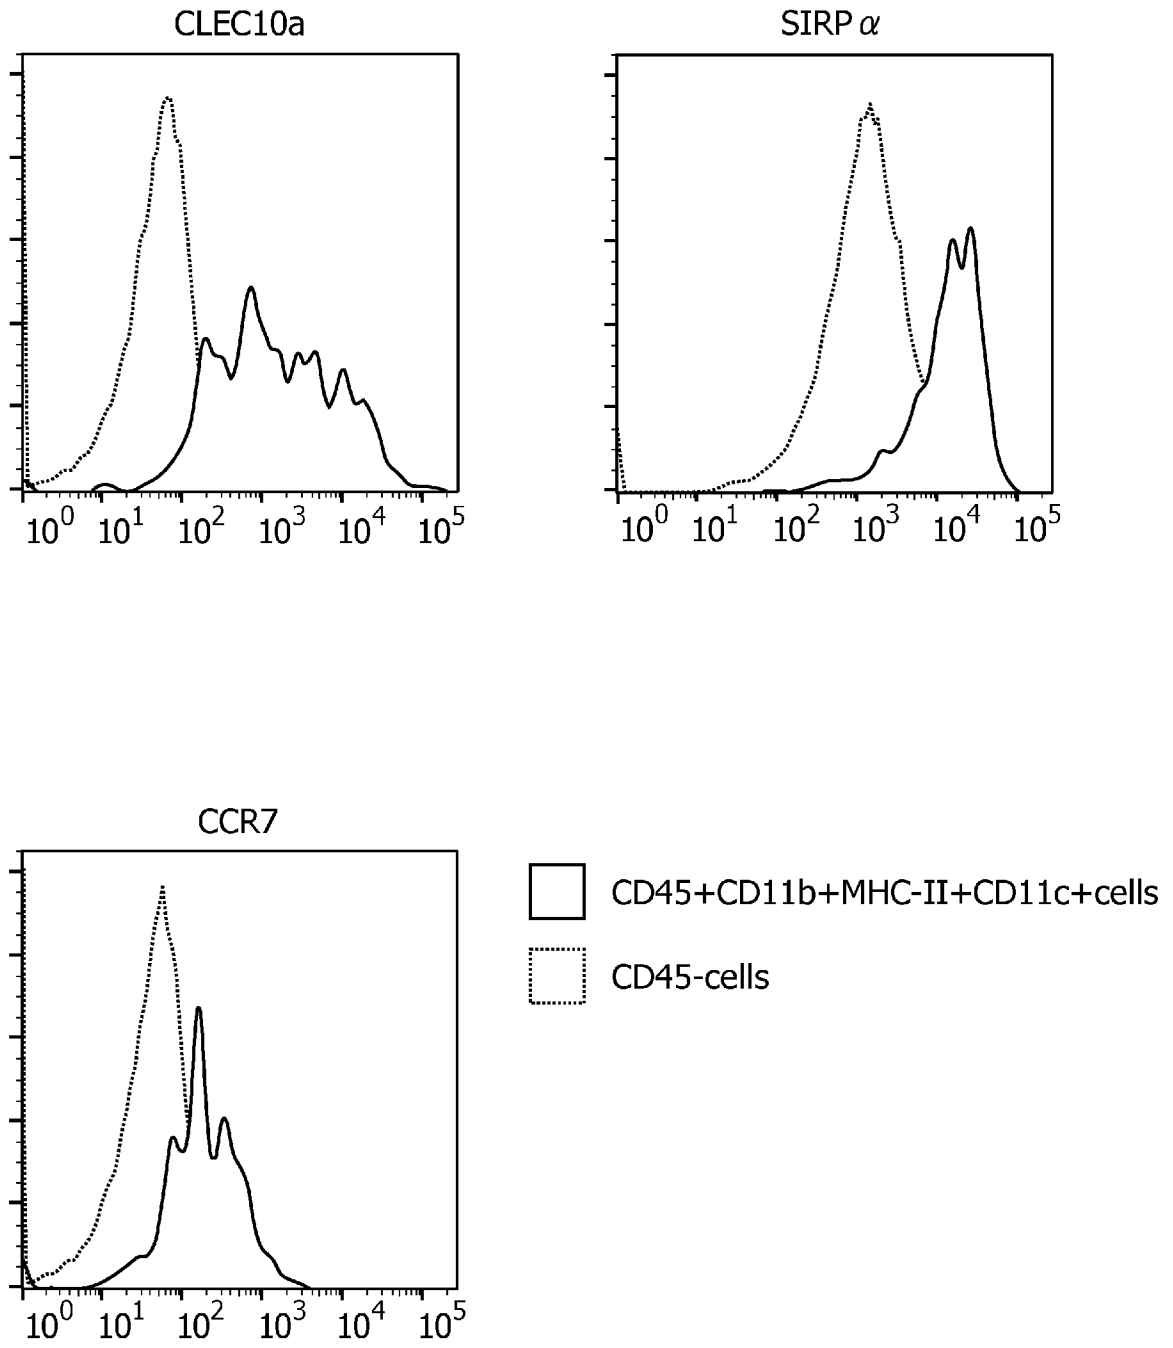 CLEC10a
SIRP α
10⁰ 10¹ 10² 10³ 10⁴ 10⁵
10⁰ 10¹ 10² 10³ 10⁴ 10⁵
CCR7
CD45+CD11b+MHC-II+CD11c+cells
CD45-cells
10⁰ 10¹ 10² 10³ 10⁴ 10⁵